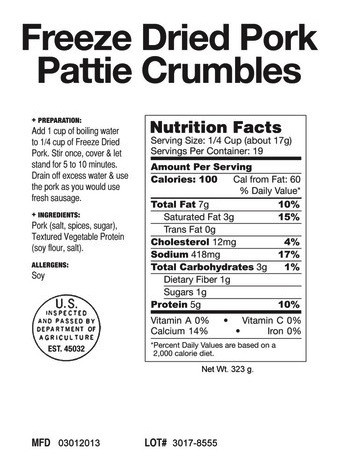 Freeze Dried Pork
Pattie Crumbles
+ PREPARATION:
Add 1 cup of boiling water
to 1/4 cup of Freeze Dried
Pork. Stir once, cover & let
stand for 5 to 10 minutes.
Drain off excess water & use
the pork as you would use
fresh sausage.
+ INGREDIENTS:
Pork (salt, spices, sugar),
Textured Vegetable Protein
(soy flour, salt).
ALLERGENS:
Soy
U.S.
INSPECTED
AND PASSED BY
DEPARTMENT OF
AGRICULTURE
EST. 45032
Nutrition Facts
Serving Size: 1/4 Cup (about 17g)
Servings Per Container: 19
Amount Per Serving
Calories: 100 Cal from Fat: 60
% Daily Value*
Total Fat 7g 10%
Saturated Fat 3g 15%
Trans Fat 0g
Cholesterol 12mg 4%
Sodium 418mg 17%
Total Carbohydrates 3g 1%
Dietary Fiber 1g
Sugars 1g
Protein 5g 10%
Vitamin A 0% • Vitamin C 0%
Calcium 14% • Iron 0%
*Percent Daily Values are based on a
2,000 calorie diet.
Net Wt. 323 g.
MFD 03012013 LOT# 3017-8555